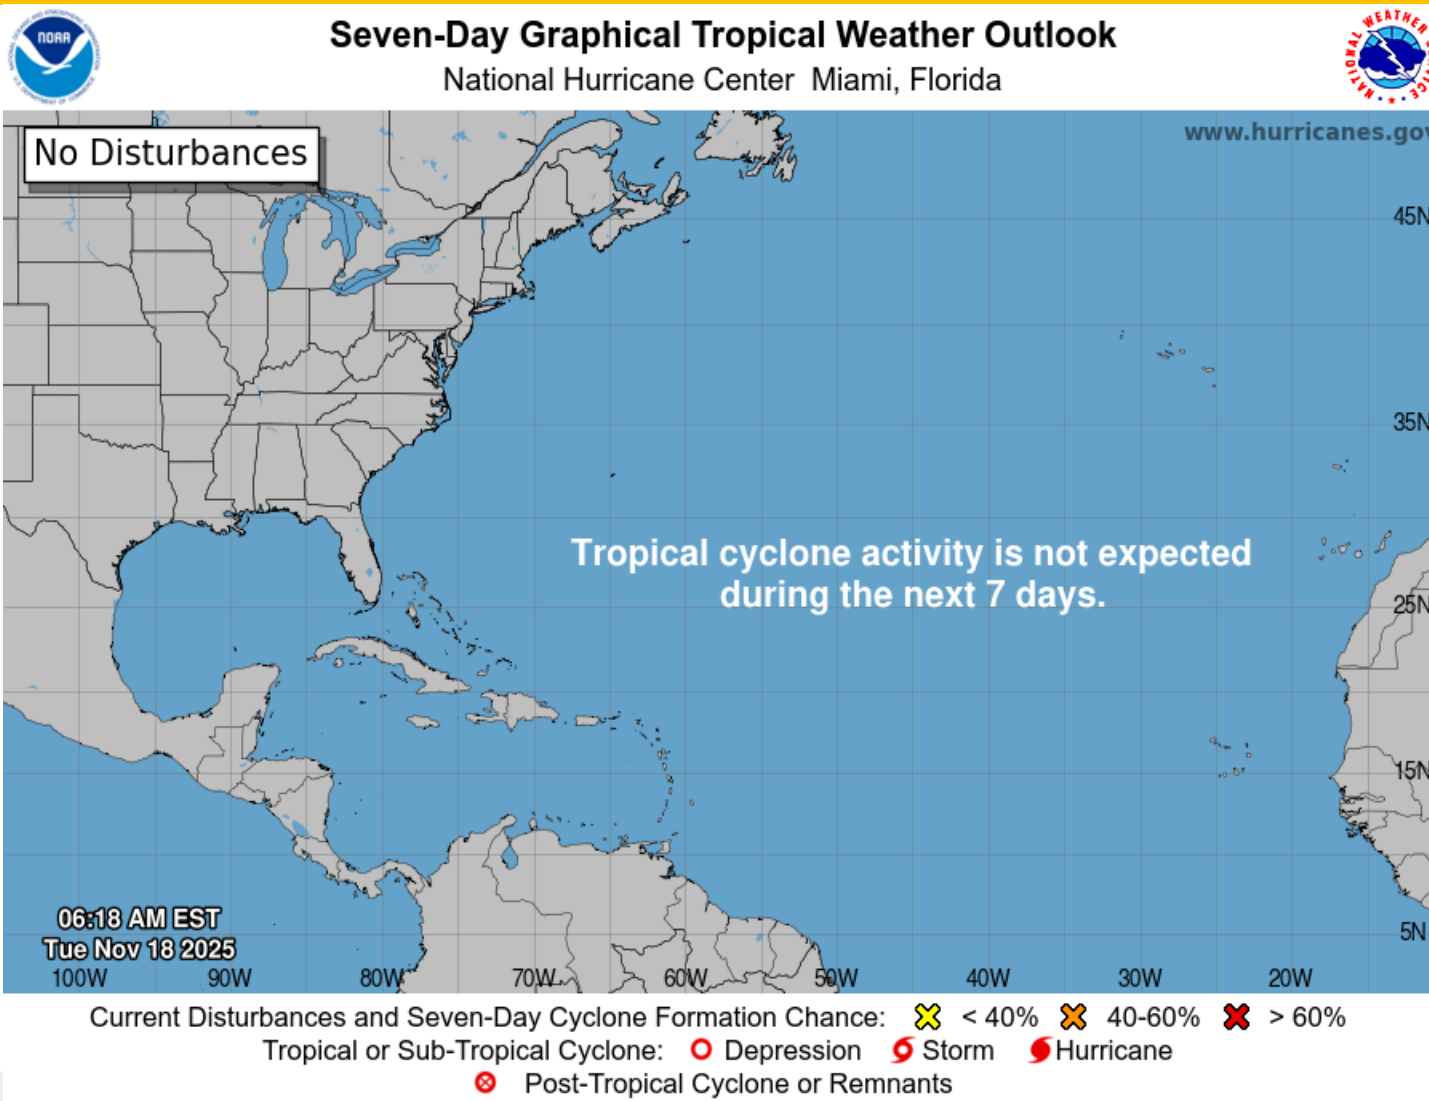 NOAA
Seven-Day Graphical Tropical Weather Outlook
National Hurricane Center Miami, Florida
NATIONAL WEATHER
No Disturbances
www.hurricanes.gov
45N
35N
Tropical cyclone activity is not expected
during the next 7 days.
25N
15N
06:18 AM EST
Tue Nov 18 2025
5N
100W 90W 80W 70W 60W 50W 40W 30W 20W
Current Disturbances and Seven-Day Cyclone Formation Chance: < 40% 40-60% > 60%
Tropical or Sub-Tropical Cyclone: Depression Storm Hurricane
Post-Tropical Cyclone or Remnants